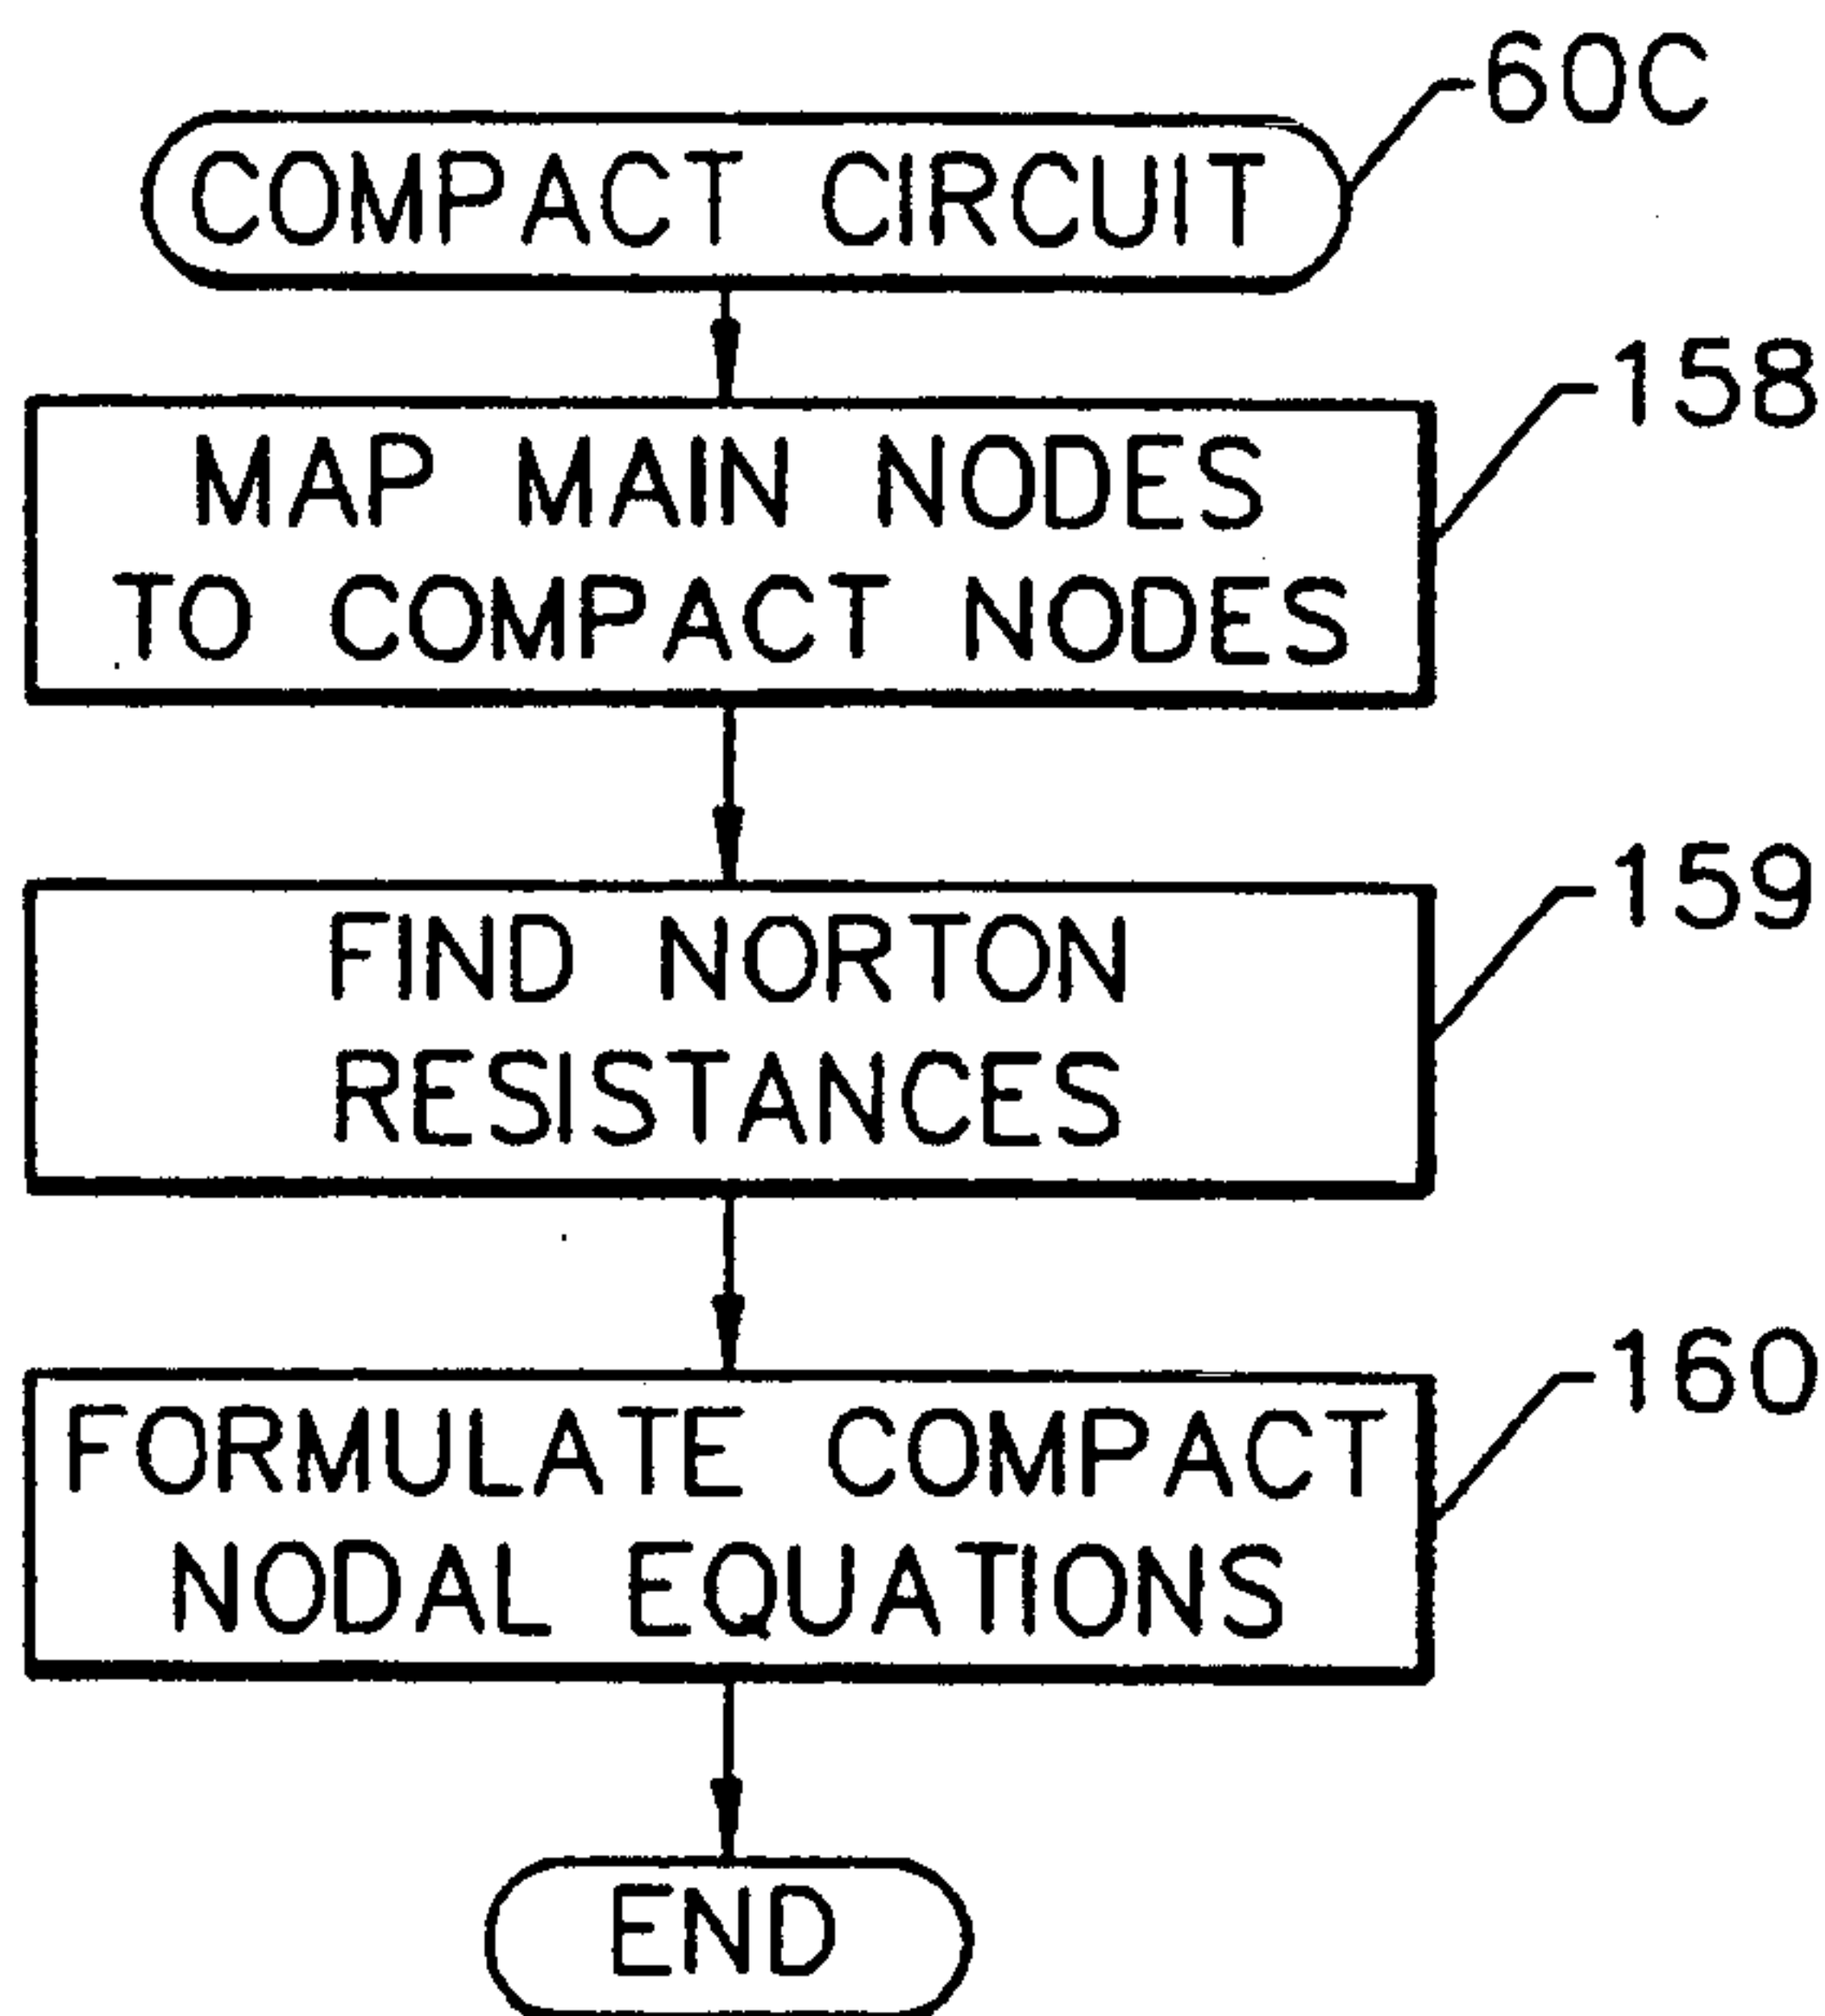 60C
COMPACT CIRCUIT
158
MAP MAIN NODES
TO COMPACT NODES
159
FIND NORTON
RESISTANCES
160
FORMULATE COMPACT
NODAL EQUATIONS
END